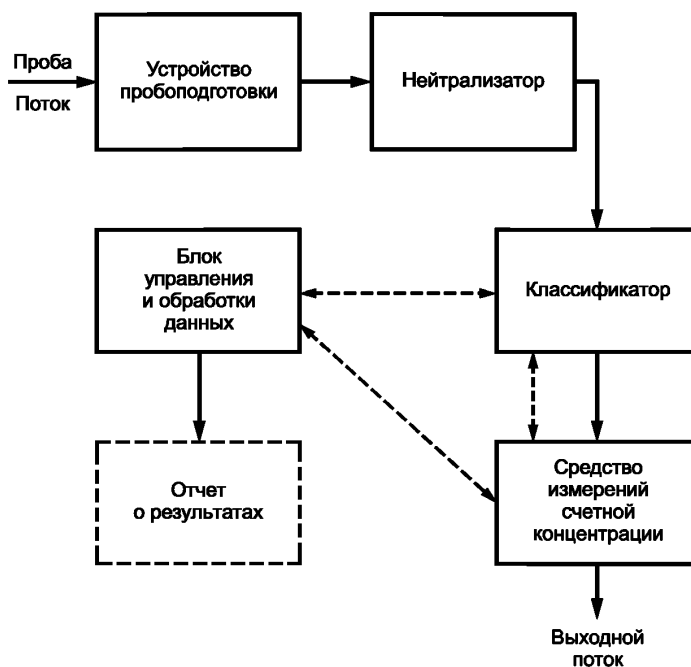 Проба
Поток
Устройство
пробоподготовки
Нейтрализатор
Блок
управления
и обработки
данных
Классификатор
Отчет
о результатах
Средство
измерений
счетной
концентрации
Выходной
поток